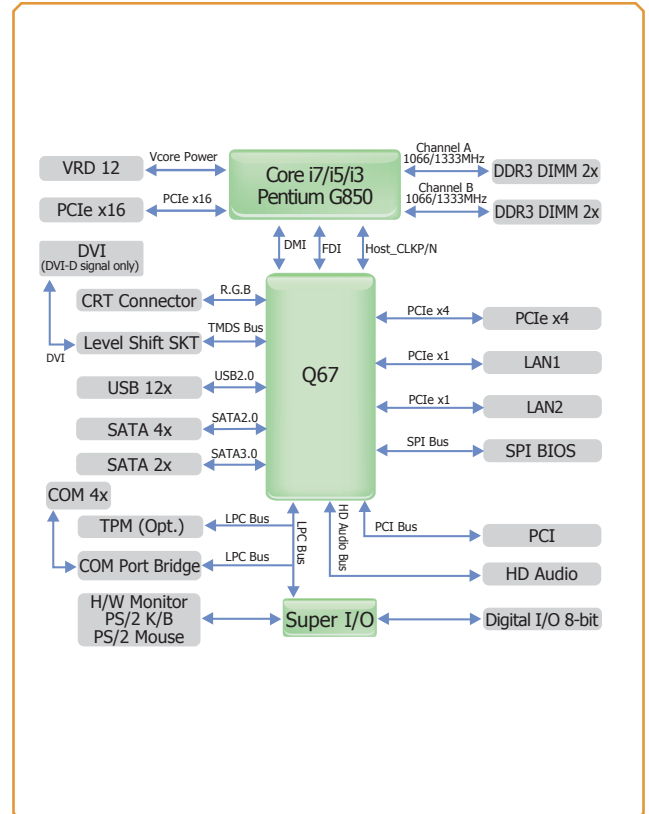 Channel A
1066/1333MHz
VRD 12
Vcore Power
Core i7/i5/i3
Pentium G850
DDR3 DIMM 2x
Channel B
1066/1333MHz
PCIe x16
PCIe x16
DDR3 DIMM 2x
DMI
FDI
Host_CLKP/N
DVI
(DVI-D signal only)
R.G.B
CRT Connector
TMDS Bus
Level Shift SKT
DVI
USB2.0
USB 12x
SATA2.0
SATA 4x
SATA3.0
SATA 2x
Q67
PCIe x4
PCIe x4
PCIe x1
LAN1
PCIe x1
LAN2
SPI Bus
SPI BIOS
COM 4x
LPC Bus
TPM (Opt.)
LPC Bus
COM Port Bridge
LPC Bus
HD Audio Bus
PCI Bus
PCI
HD Audio
H/W Monitor
PS/2 K/B
PS/2 Mouse
Super I/O
Digital I/O 8-bit